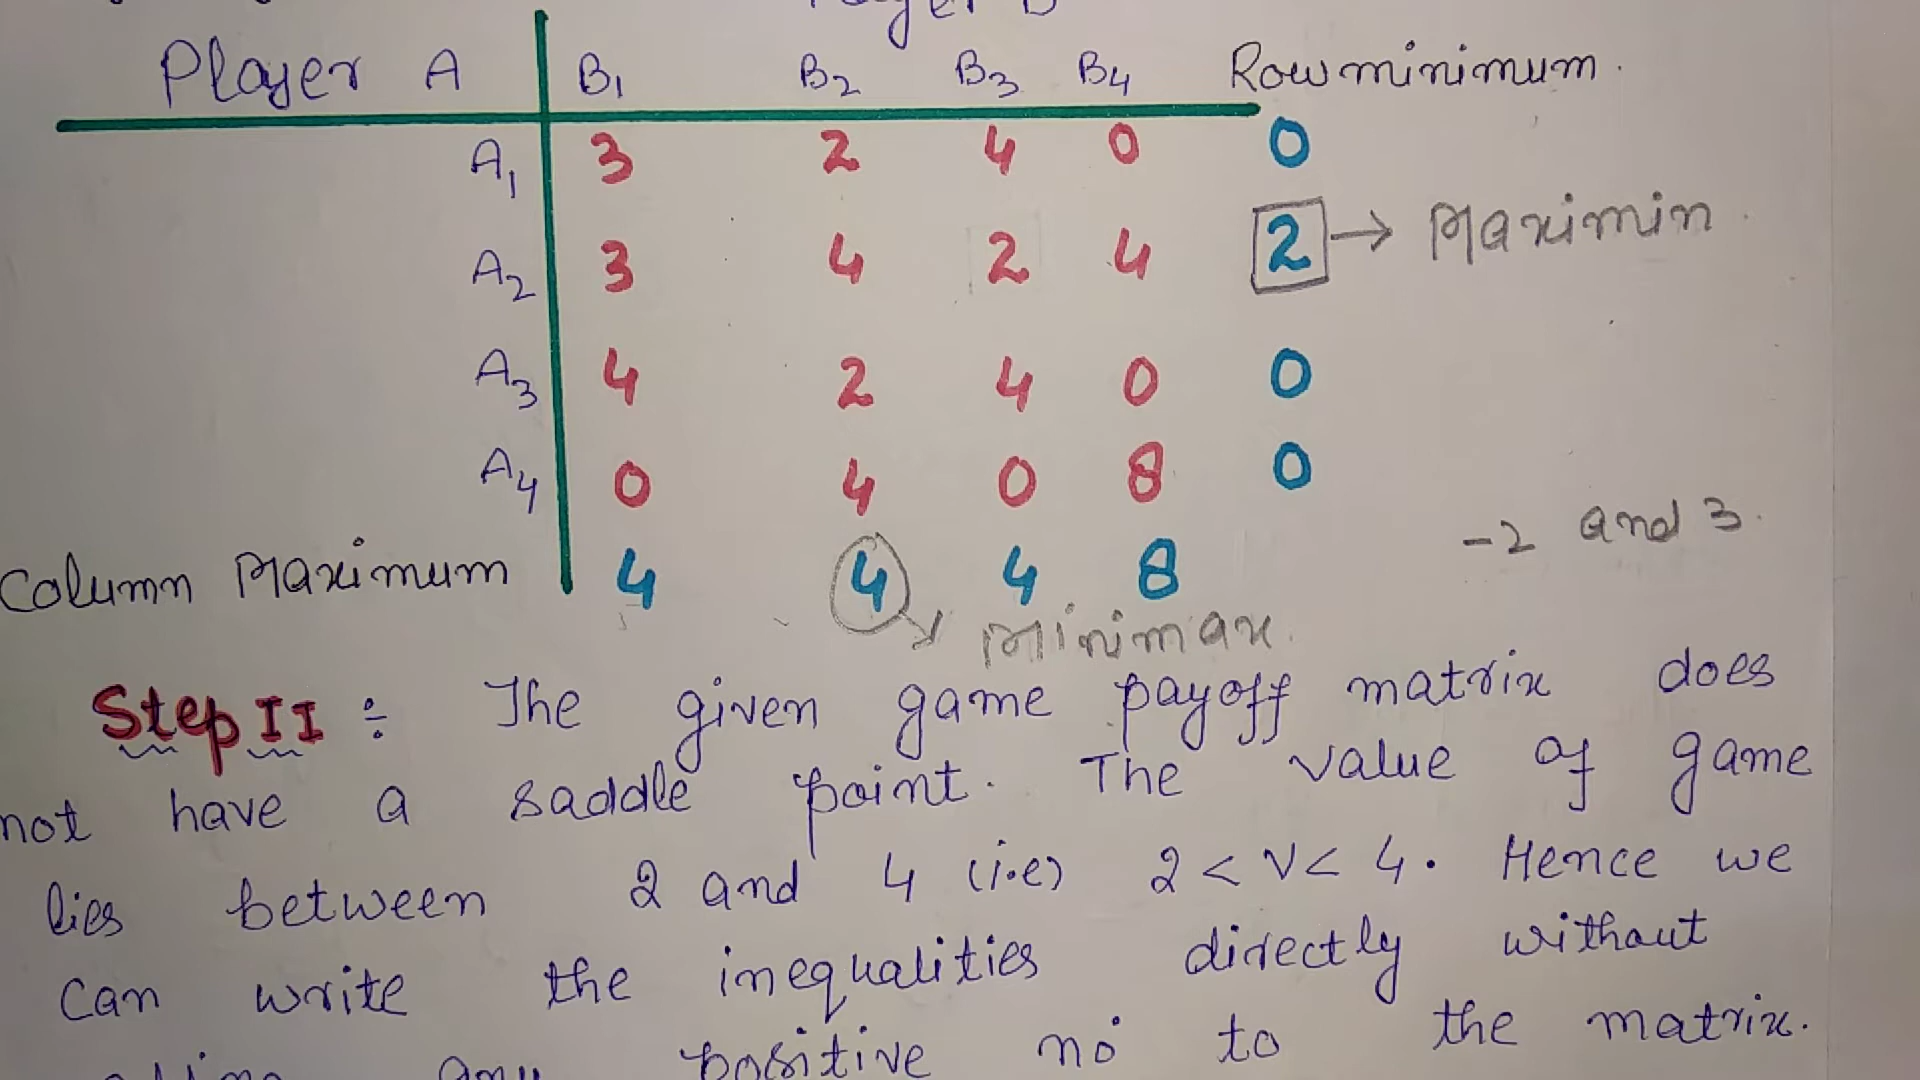 Player B
Player A B1 B2 B3 B4 Row minimum.
A1 3 2 4 0 0
A2 3 4 2 4 2 → Maximin
A3 4 2 4 0 0
A4 0 4 0 8 0
-2 and 3.
Column Maximum 4 4 4 8
Minimax.
Step II ÷ The given game payoff matrix does
not have a saddle point. The value of game
lies between 2 and 4 (i.e) 2 < V < 4. Hence we
can write the inequalities directly without
any positive no to the matrix.